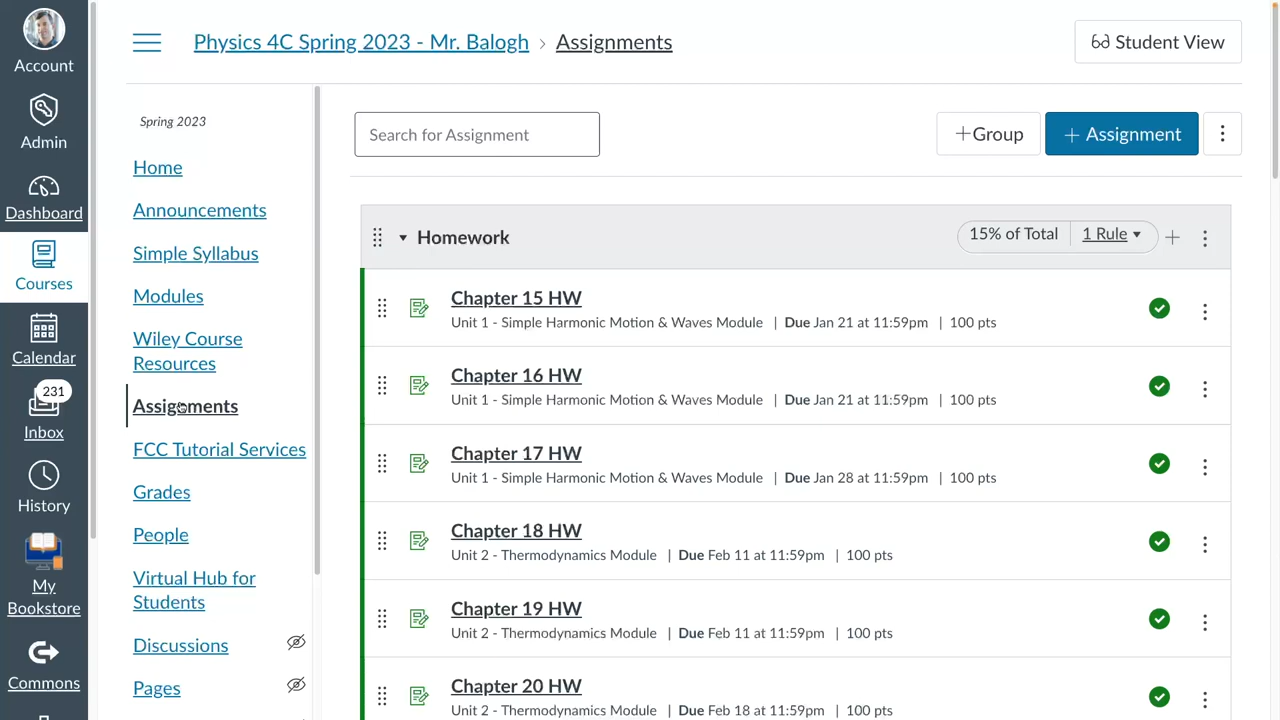 Account
Admin
Dashboard
Courses
Calendar
231
Inbox
History
My
Bookstore
Commons
Physics 4C Spring 2023 - Mr. Balogh › Assignments
Student View
Spring 2023
Home
Announcements
Simple Syllabus
Modules
Wiley Course
Resources
Assignments
FCC Tutorial Services
Grades
People
Virtual Hub for
Students
Discussions
Pages
Search for Assignment
+Group
+ Assignment
Homework
15% of Total
1 Rule
Chapter 15 HW
Unit 1 - Simple Harmonic Motion & Waves Module | Due Jan 21 at 11:59pm | 100 pts
Chapter 16 HW
Unit 1 - Simple Harmonic Motion & Waves Module | Due Jan 21 at 11:59pm | 100 pts
Chapter 17 HW
Unit 1 - Simple Harmonic Motion & Waves Module | Due Jan 28 at 11:59pm | 100 pts
Chapter 18 HW
Unit 2 - Thermodynamics Module | Due Feb 11 at 11:59pm | 100 pts
Chapter 19 HW
Unit 2 - Thermodynamics Module | Due Feb 11 at 11:59pm | 100 pts
Chapter 20 HW
Unit 2 - Thermodynamics Module | Due Feb 18 at 11:59pm | 100 pts